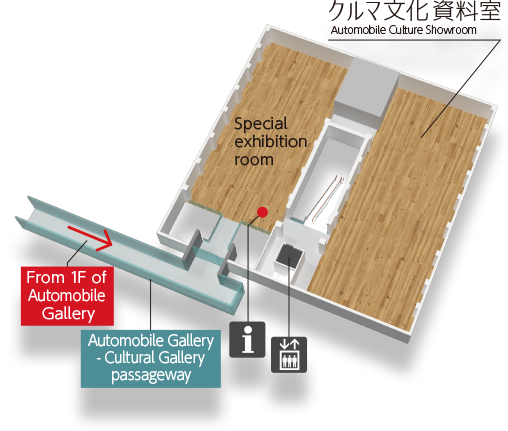 クルマ文化資料室
Automobile Culture Showroom
Special
exhibition
room
From 1F of
Automobile
Gallery
Automobile Gallery
- Cultural Gallery
passageway
i